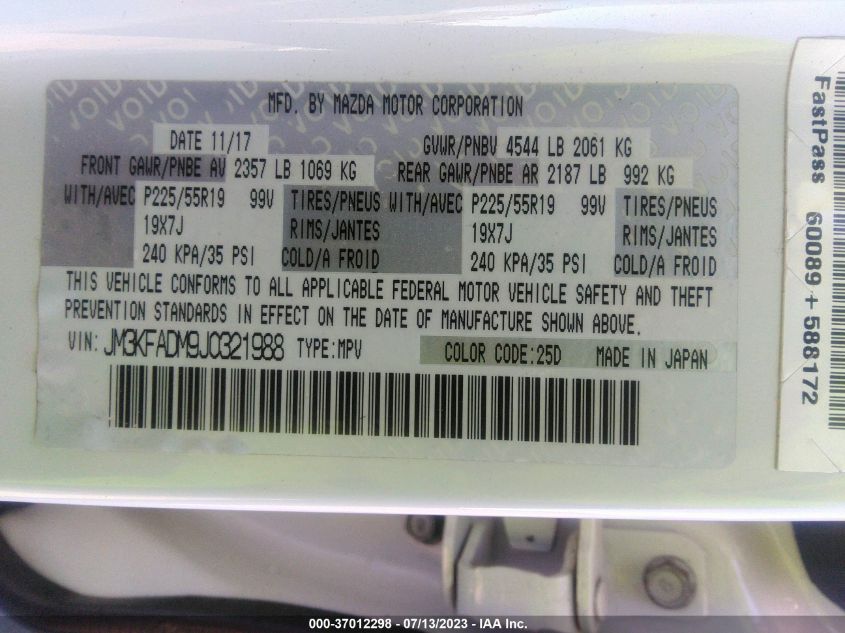 MFD. BY MAZDA MOTOR CORPORATION
DATE 11/17 GVWR/PNBV 4544 LB 2061 KG
FRONT GAWR/PNBE AV 2357 LB 1069 KG REAR GAWR/PNBE AR 2187 LB 992 KG
WITH/AVEC P225/55R19 99V TIRES/PNEUS WITH/AVEC P225/55R19 99V TIRES/PNEUS
19X7J RIMS/JANTES 19X7J RIMS/JANTES
240 KPA/35 PSI COLD/A FROID 240 KPA/35 PSI COLD/A FROID
THIS VEHICLE CONFORMS TO ALL APPLICABLE FEDERAL MOTOR VEHICLE SAFETY AND THEFT
PREVENTION STANDARDS IN EFFECT ON THE DATE OF MANUFACTURE SHOWN ABOVE.
VIN: JM3KFADM9J0321988 TYPE:MPV COLOR CODE:25D MADE IN JAPAN
FastPass 60089 + 588172
000-37012298 - 07/13/2023 - IAA Inc.